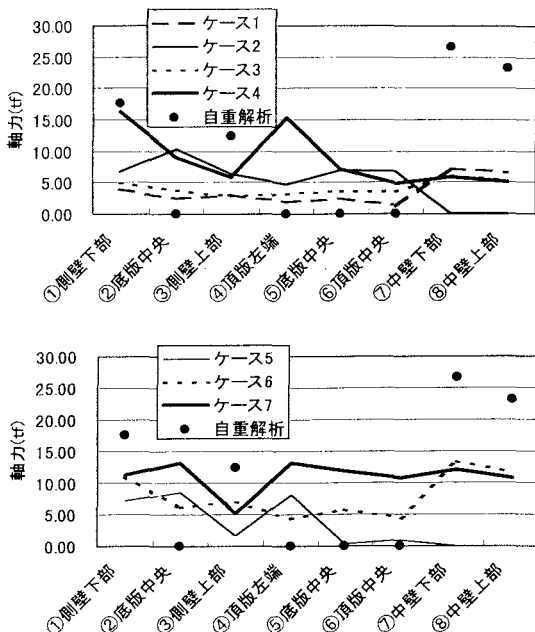 30.00
25.00
20.00
15.00
10.00
5.00
0.00
軸力(tf)
ケース1
ケース2
ケース3
ケース4
自重解析
①側壁下部
②底版中央
③側壁上部
④頂版左端
⑤底版中央
⑥頂版中央
⑦中壁下部
⑧中壁上部
30.00
25.00
20.00
15.00
10.00
5.00
0.00
軸力(tf)
ケース5
ケース6
ケース7
自重解析
①側壁下部
②底版中央
③側壁上部
④頂版左端
⑤底版中央
⑥頂版中央
⑦中壁下部
⑧中壁上部